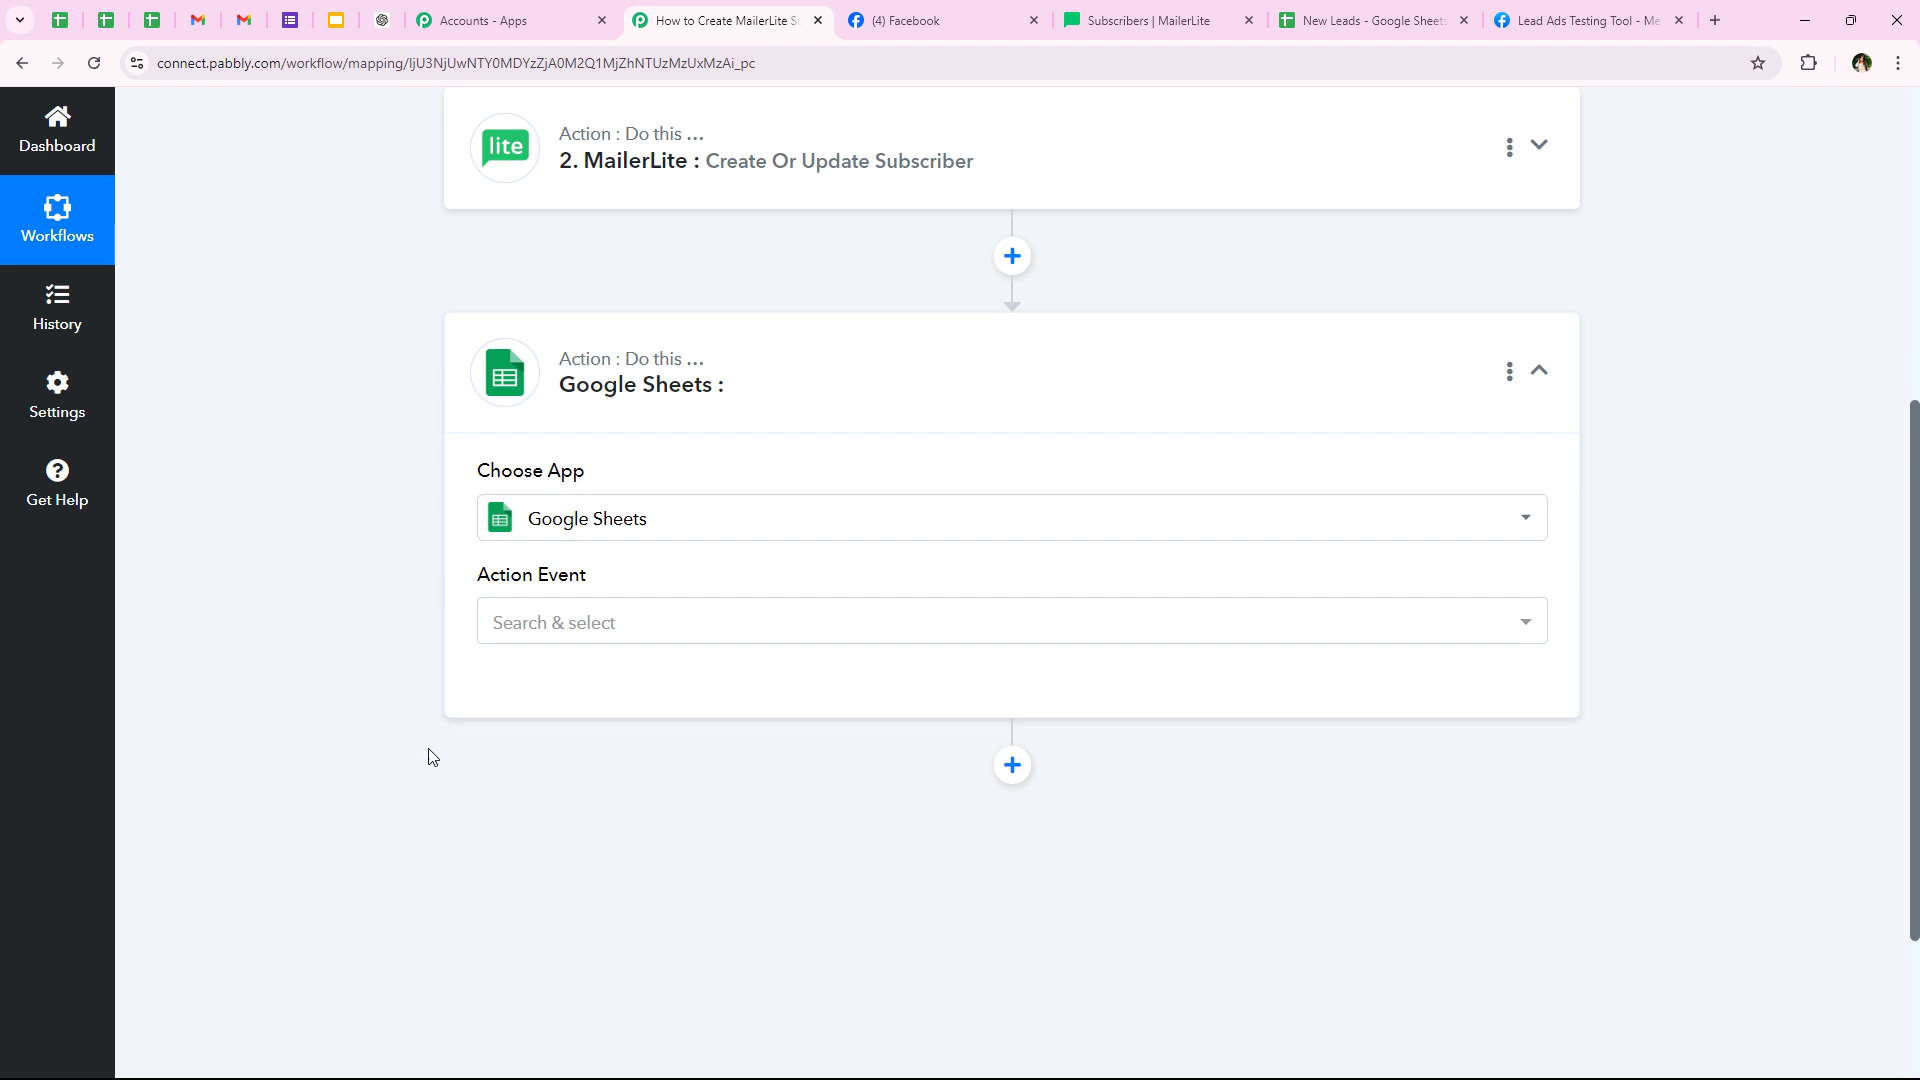 Accounts - Apps
How to Create MailerLite Su
(4) Facebook
Subscribers | MailerLite
New Leads - Google Sheets
Lead Ads Testing Tool - Me
connect.pabbly.com/workflow/mapping/IjU3NjUwNTY0MDYzZjA0M2Q1MjZhNTUzMzUxMzAi_pc
Dashboard
Workflows
History
Settings
Get Help
lite
Action : Do this ...
2. MailerLite : Create Or Update Subscriber
Action : Do this ...
Google Sheets :
Choose App
Google Sheets
Action Event
Search & select